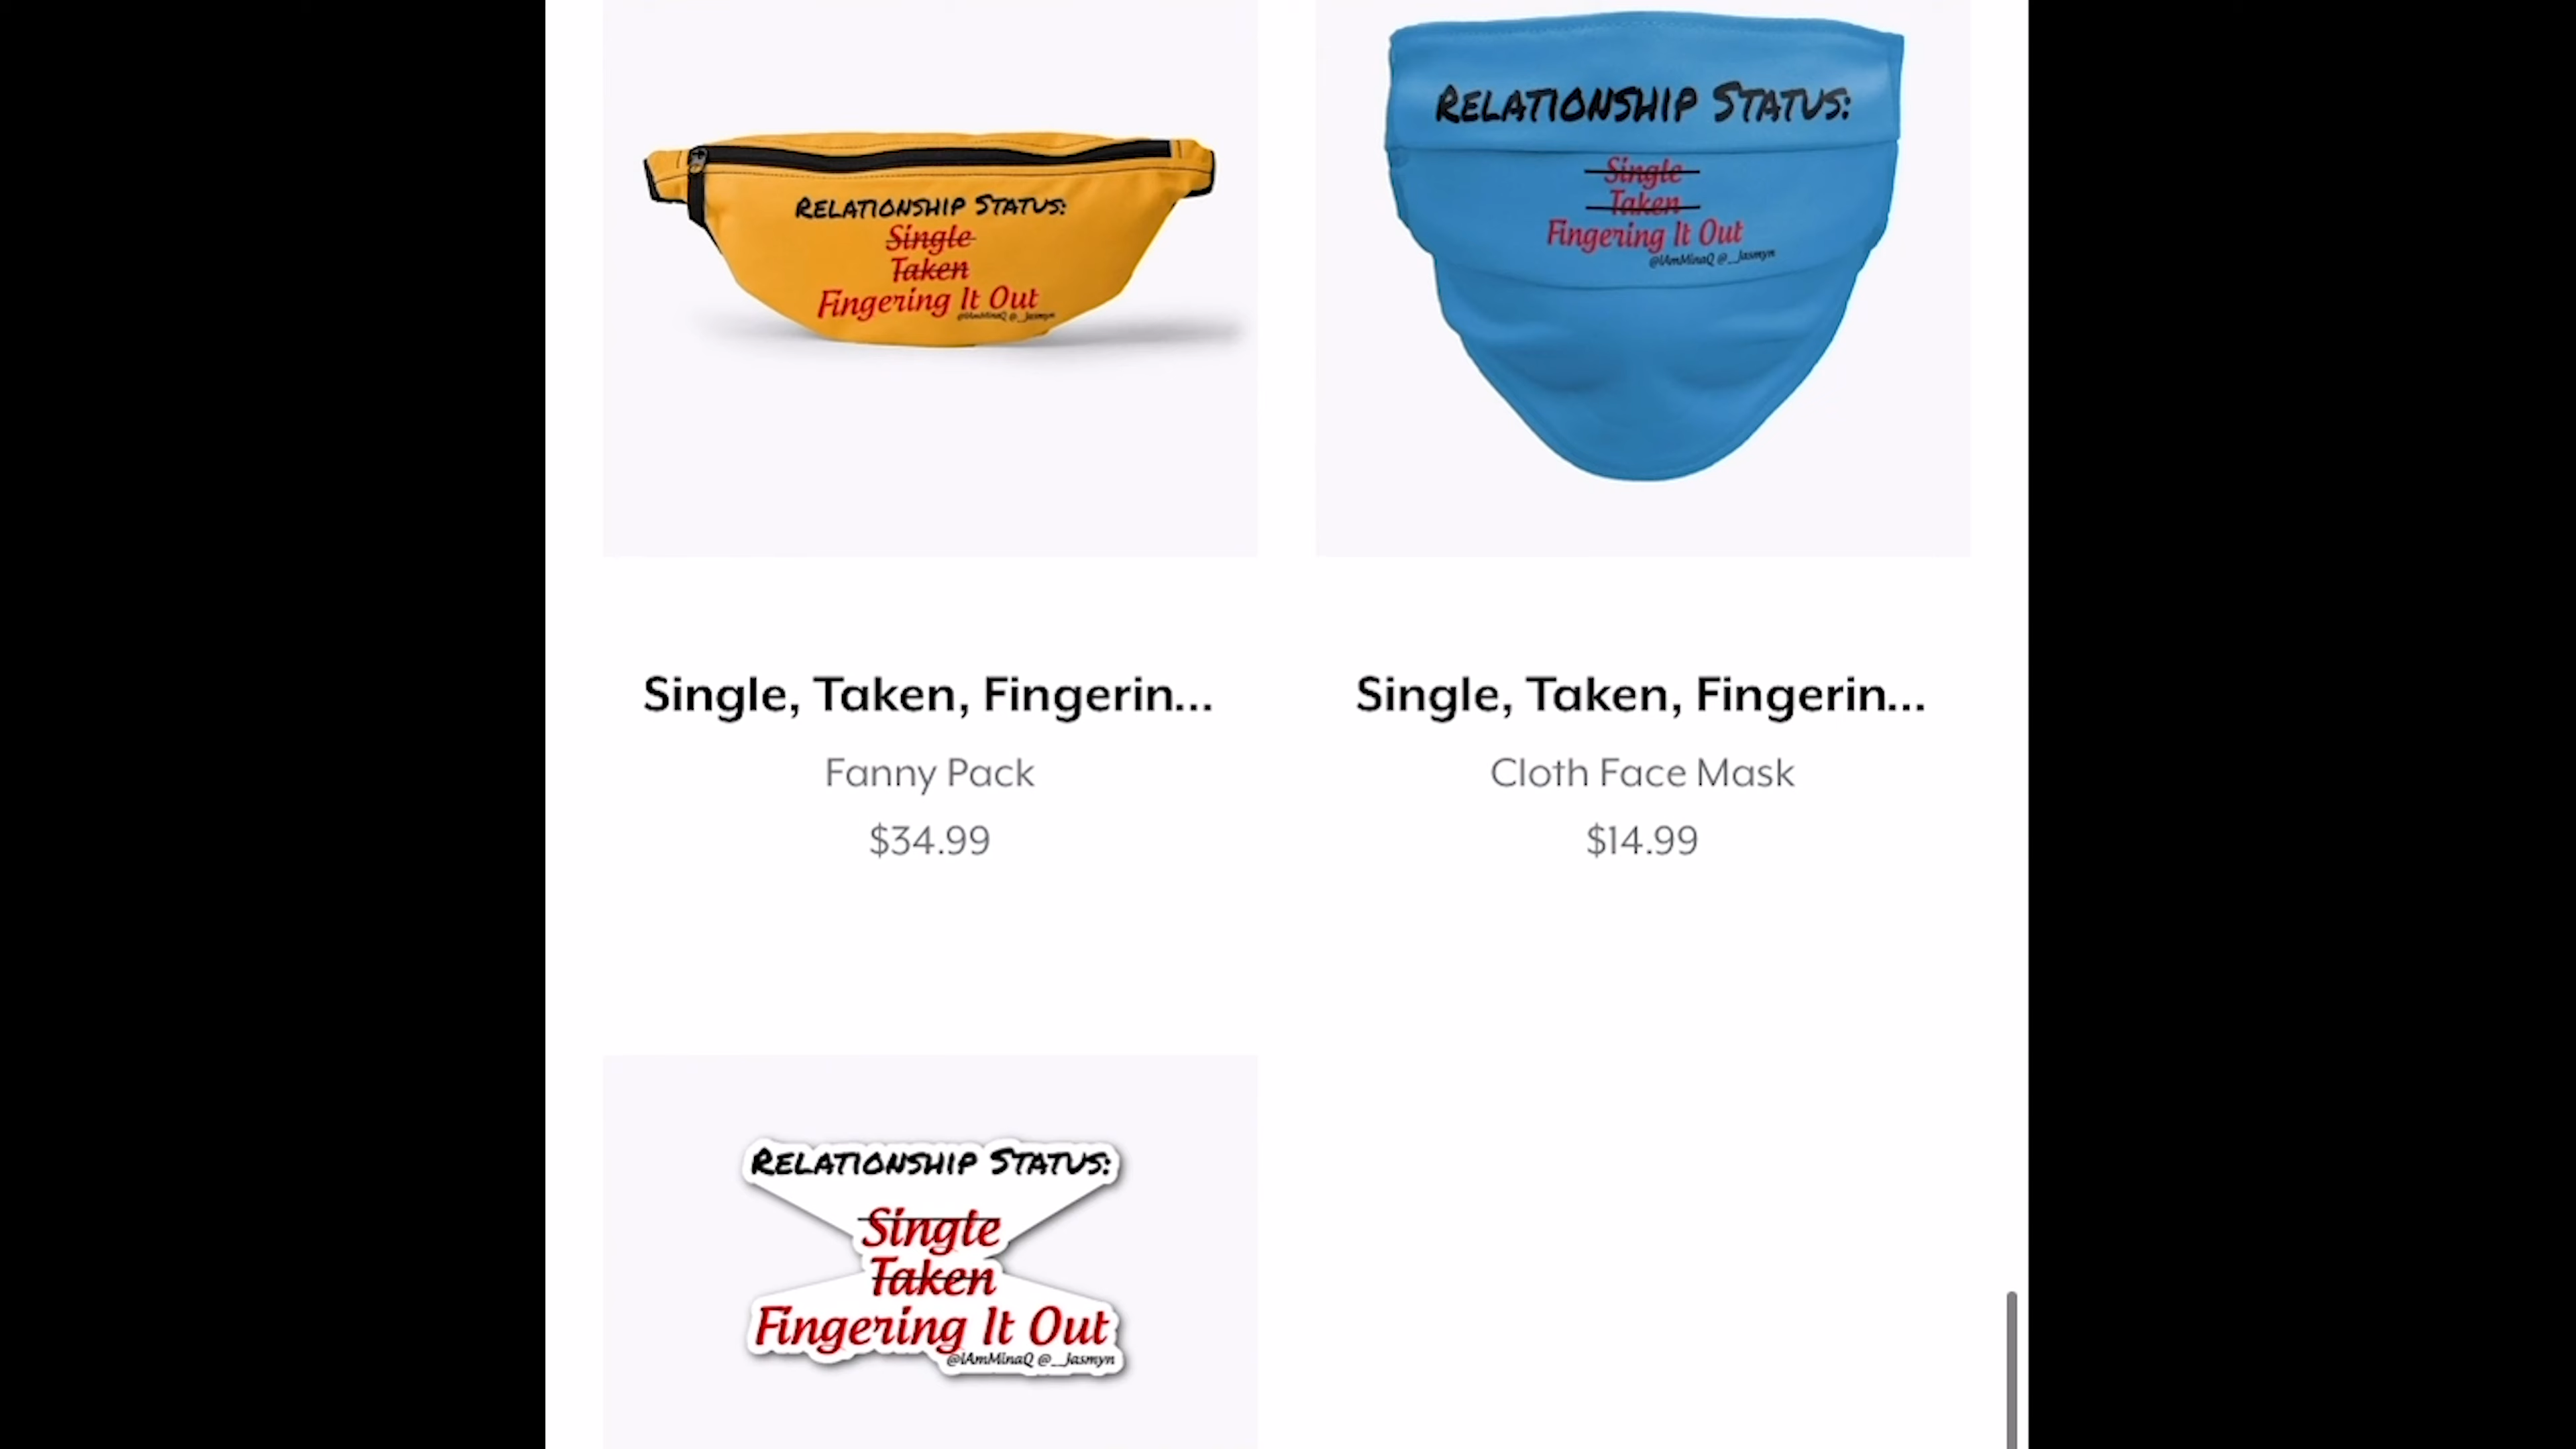 RELATIONSHIP STATUS:
Single
Taken
Fingering It Out
@IAmMinaQ @__Jasmyn
RELATIONSHIP STATUS:
Single
Taken
Fingering It Out
@IAmMinaQ @__Jasmyn
Single, Taken, Fingerin...
Fanny Pack
$34.99
Single, Taken, Fingerin...
Cloth Face Mask
$14.99
RELATIONSHIP STATUS:
Single
Taken
Fingering It Out
@IAmMinaQ @__Jasmyn